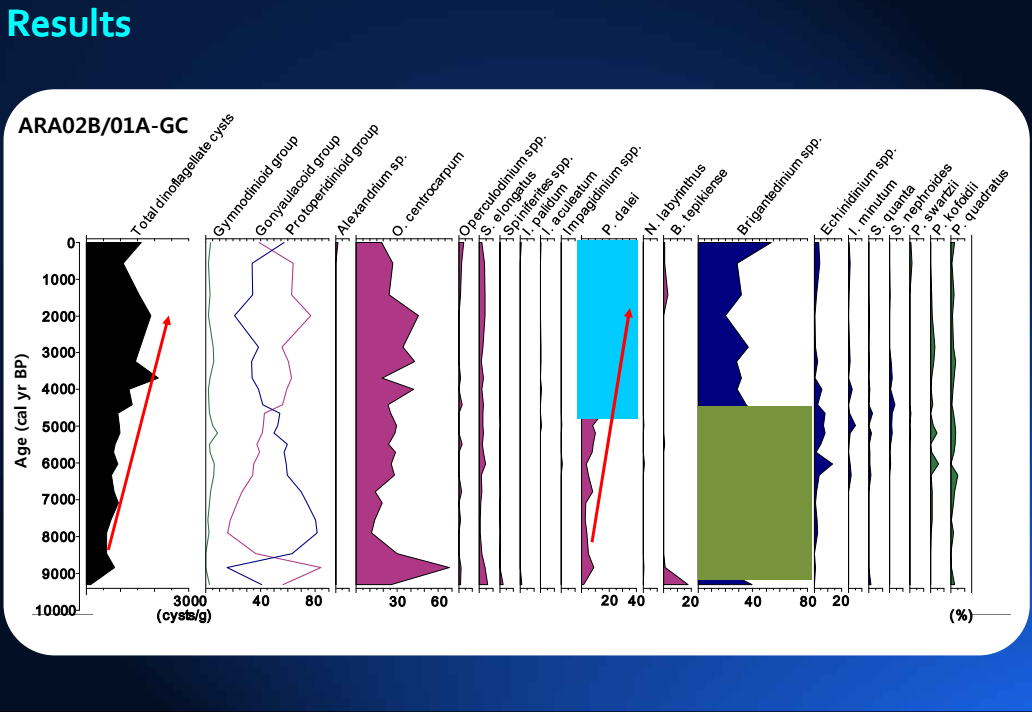 Results
ARA02B/01A-GC
Total dinoflagellate cysts
Gymnodinioid group
Gonyaulacoid group
Protoperidinioid group
Alexandrium sp.
O. centrocarpum
Operculodinium spp.
S. elongatus
Spiniferites spp.
I. palidum
I. aculeatum
Impagidinium spp.
P. dalei
N. labyrinthus
B. tepikiense
Brigantedinium spp.
Echinidinium spp.
I. minutum
S. quanta
S. nephroides
P. swartzii
P. kofoidii
P. quadratus
Age (cal yr BP)
0
1000
2000
3000
4000
5000
6000
7000
8000
9000
10000
3000 40 80 30 60 20 40 20 40 80 20
(cysts/g) (%)